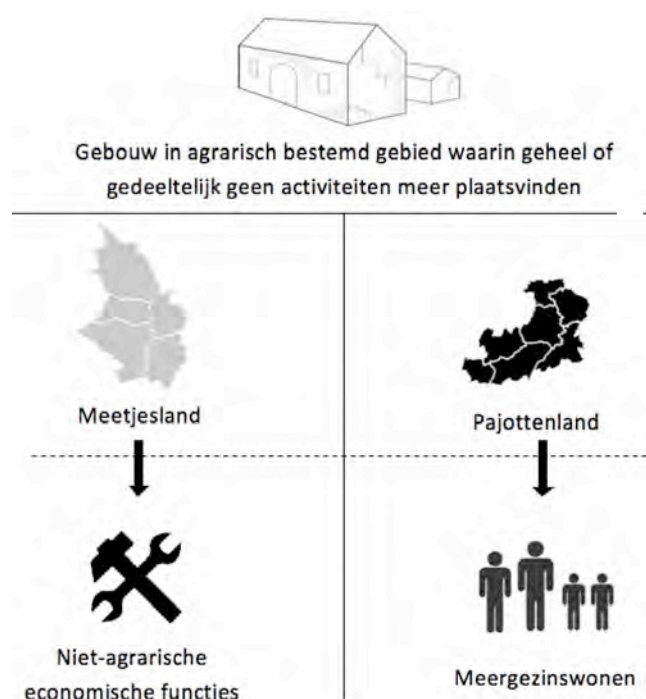 Gebouw in agrarisch bestemd gebied waarin geheel of
gedeeltelijk geen activiteiten meer plaatsvinden
Meetjesland
Pajottenland
Niet-agrarische
economische functies
Meergezinswonen